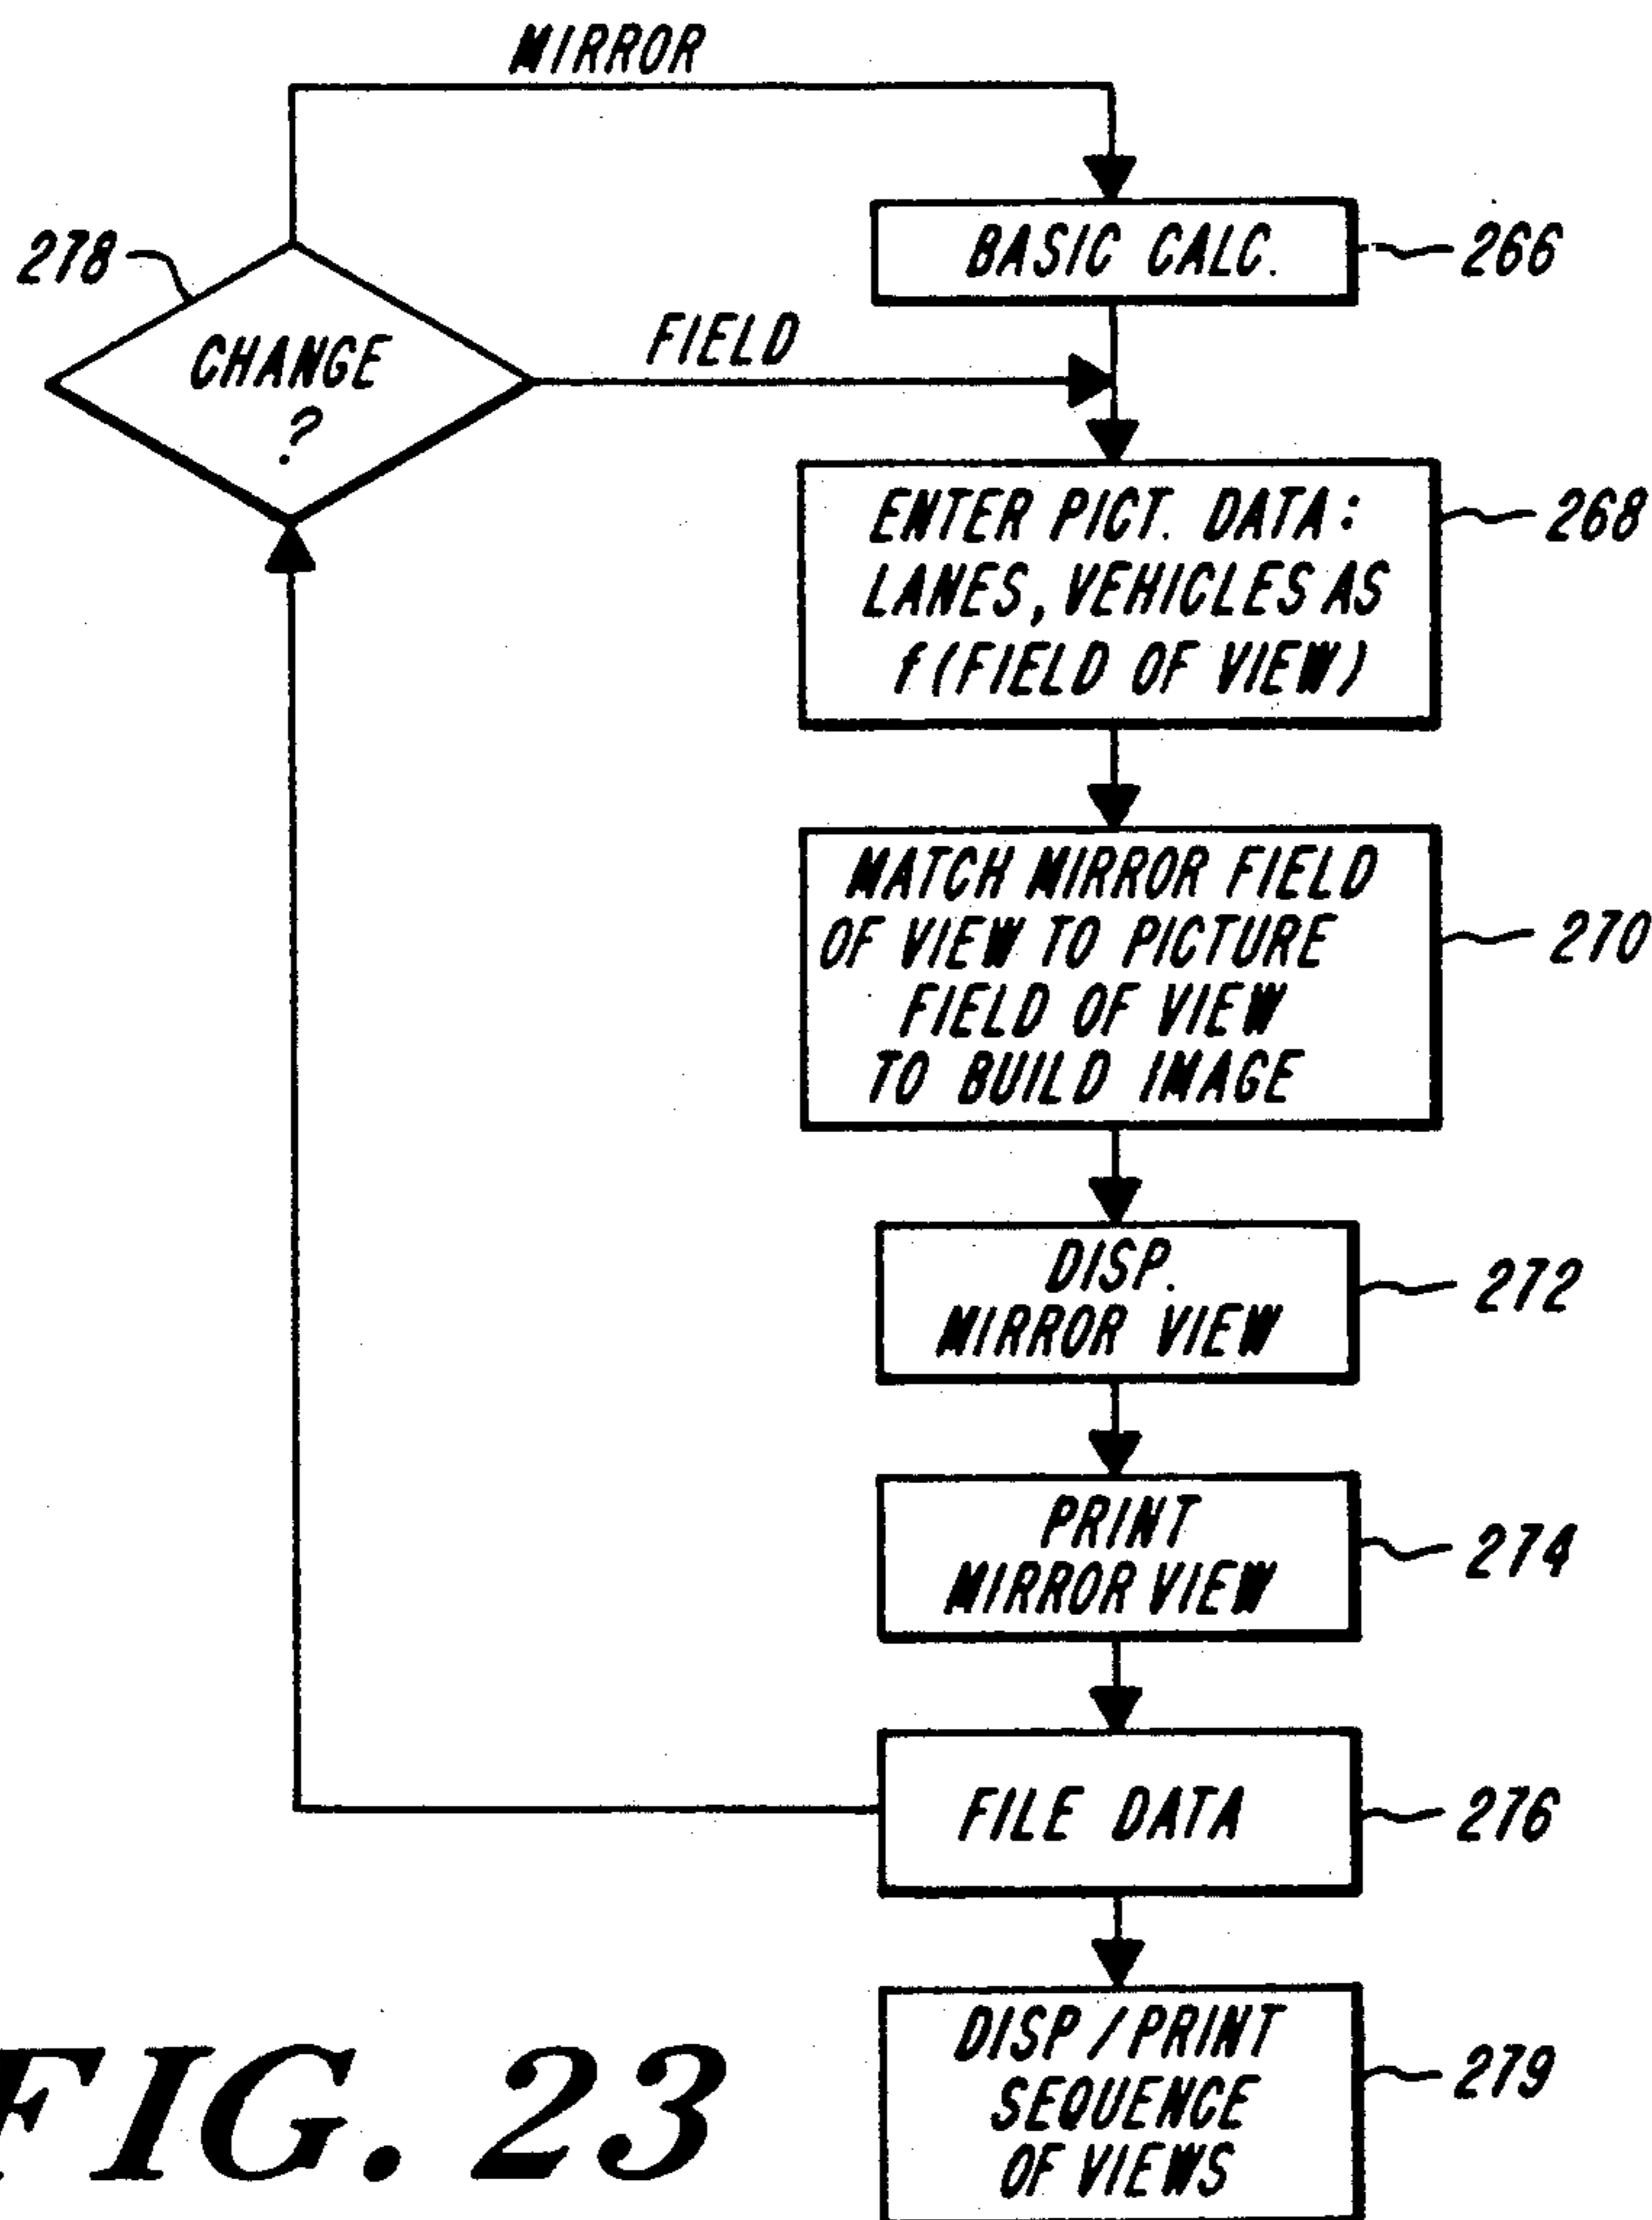 MIRROR
BASIC CALC.
266
278
CHANGE
?
FIELD
ENTER PICT. DATA:
LANES, VEHICLES AS
f(FIELD OF VIEW)
268
MATCH MIRROR FIELD
OF VIEW TO PICTURE
FIELD OF VIEW
TO BUILD IMAGE
270
DISP.
MIRROR VIEW
272
PRINT
MIRROR VIEW
274
FILE DATA
276
DISP/PRINT
SEQUENCE
OF VIEWS
279
FIG. 23